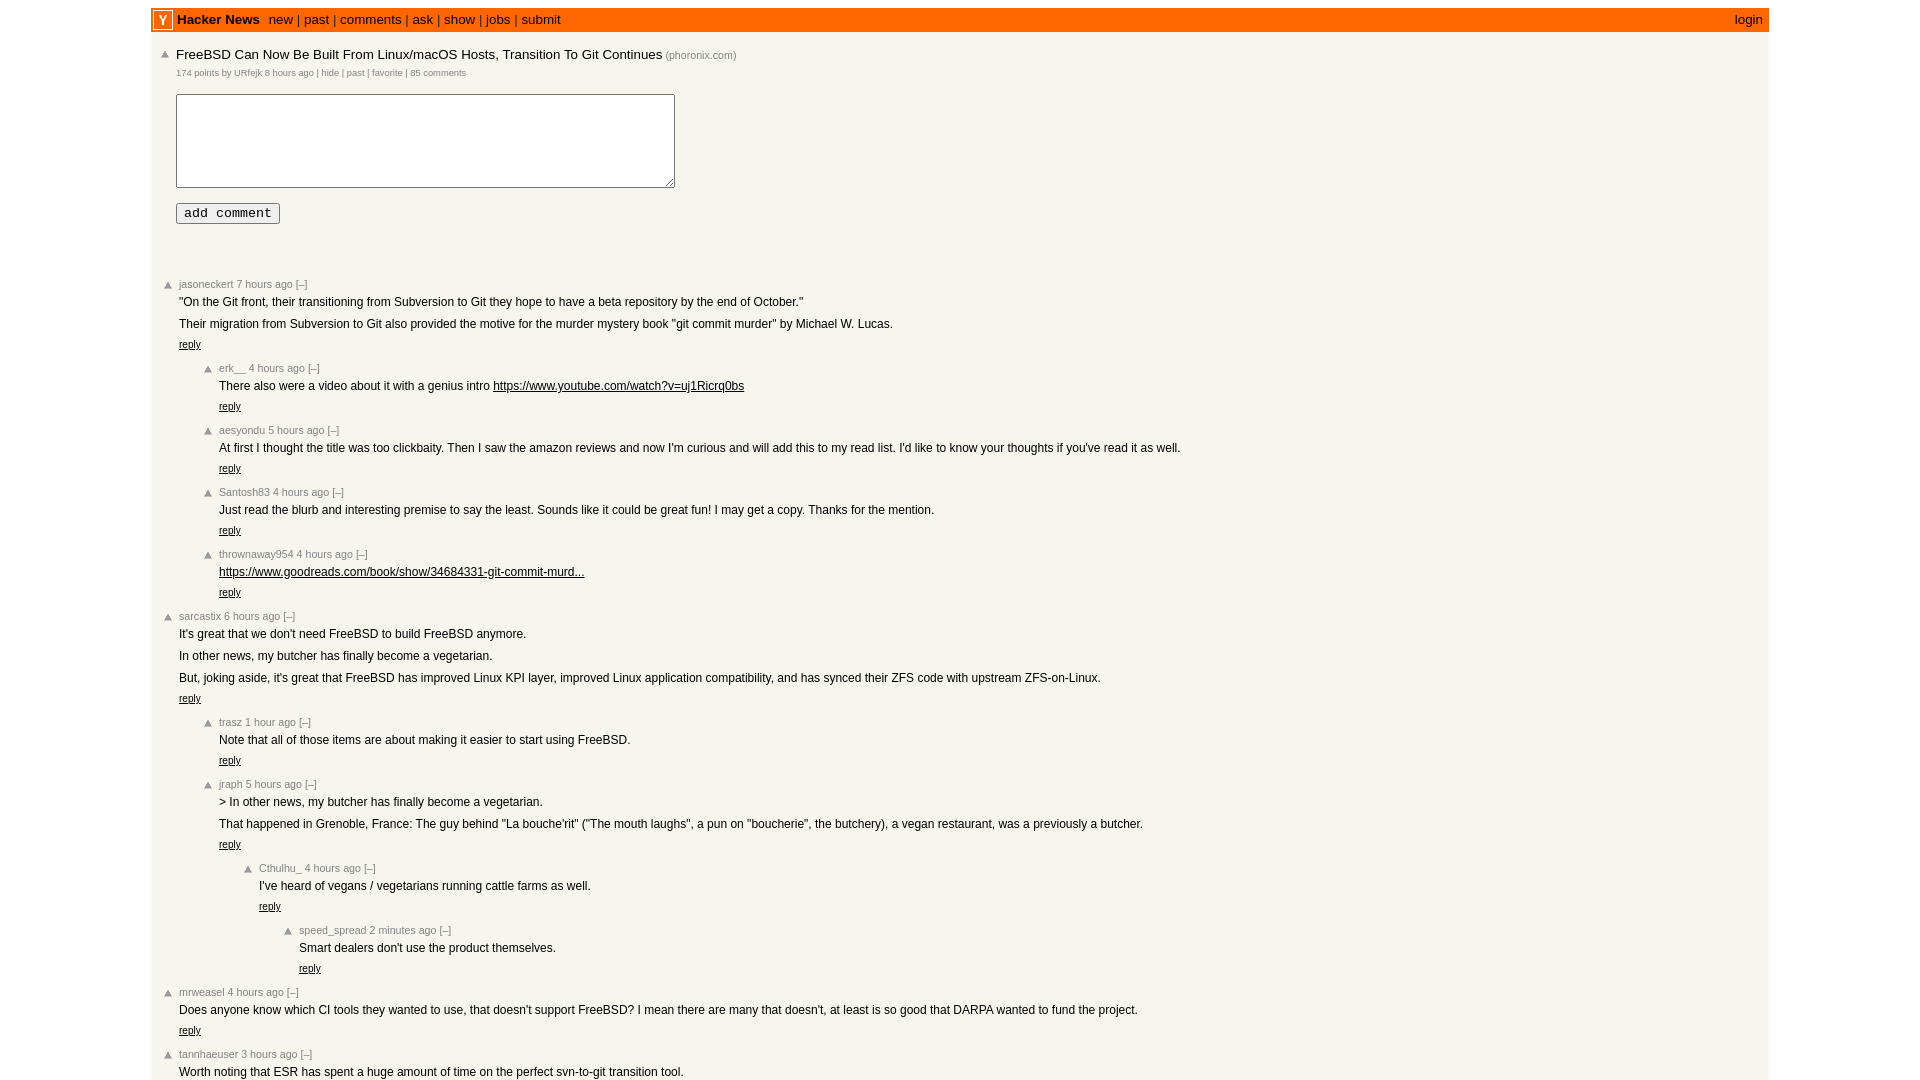 Y Hacker News new | past | comments | ask | show | jobs | submit login
FreeBSD Can Now Be Built From Linux/macOS Hosts, Transition To Git Continues (phoronix.com)
174 points by URfejk 8 hours ago | hide | past | favorite | 85 comments
add comment
jasoneckert 7 hours ago [–]
"On the Git front, their transitioning from Subversion to Git they hope to have a beta repository by the end of October."
Their migration from Subversion to Git also provided the motive for the murder mystery book "git commit murder" by Michael W. Lucas.
reply
erk__ 4 hours ago [–]
There also were a video about it with a genius intro https://www.youtube.com/watch?v=uj1Ricrq0bs
reply
aesyondu 5 hours ago [–]
At first I thought the title was too clickbaity. Then I saw the amazon reviews and now I'm curious and will add this to my read list. I'd like to know your thoughts if you've read it as well.
reply
Santosh83 4 hours ago [–]
Just read the blurb and interesting premise to say the least. Sounds like it could be great fun! I may get a copy. Thanks for the mention.
reply
thrownaway954 4 hours ago [–]
https://www.goodreads.com/book/show/34684331-git-commit-murd...
reply
sarcastix 6 hours ago [–]
It's great that we don't need FreeBSD to build FreeBSD anymore.
In other news, my butcher has finally become a vegetarian.
But, joking aside, it's great that FreeBSD has improved Linux KPI layer, improved Linux application compatibility, and has synced their ZFS code with upstream ZFS-on-Linux.
reply
trasz 1 hour ago [–]
Note that all of those items are about making it easier to start using FreeBSD.
reply
jraph 5 hours ago [–]
> In other news, my butcher has finally become a vegetarian.
That happened in Grenoble, France: The guy behind "La bouche'rit" ("The mouth laughs", a pun on "boucherie", the butchery), a vegan restaurant, was a previously a butcher.
reply
Cthulhu_ 4 hours ago [–]
I've heard of vegans / vegetarians running cattle farms as well.
reply
speed_spread 2 minutes ago [–]
Smart dealers don't use the product themselves.
reply
mrweasel 4 hours ago [–]
Does anyone know which CI tools they wanted to use, that doesn't support FreeBSD? I mean there are many that doesn't, at least is so good that DARPA wanted to fund the project.
reply
tannhaeuser 3 hours ago [–]
Worth noting that ESR has spent a huge amount of time on the perfect svn-to-git transition tool.